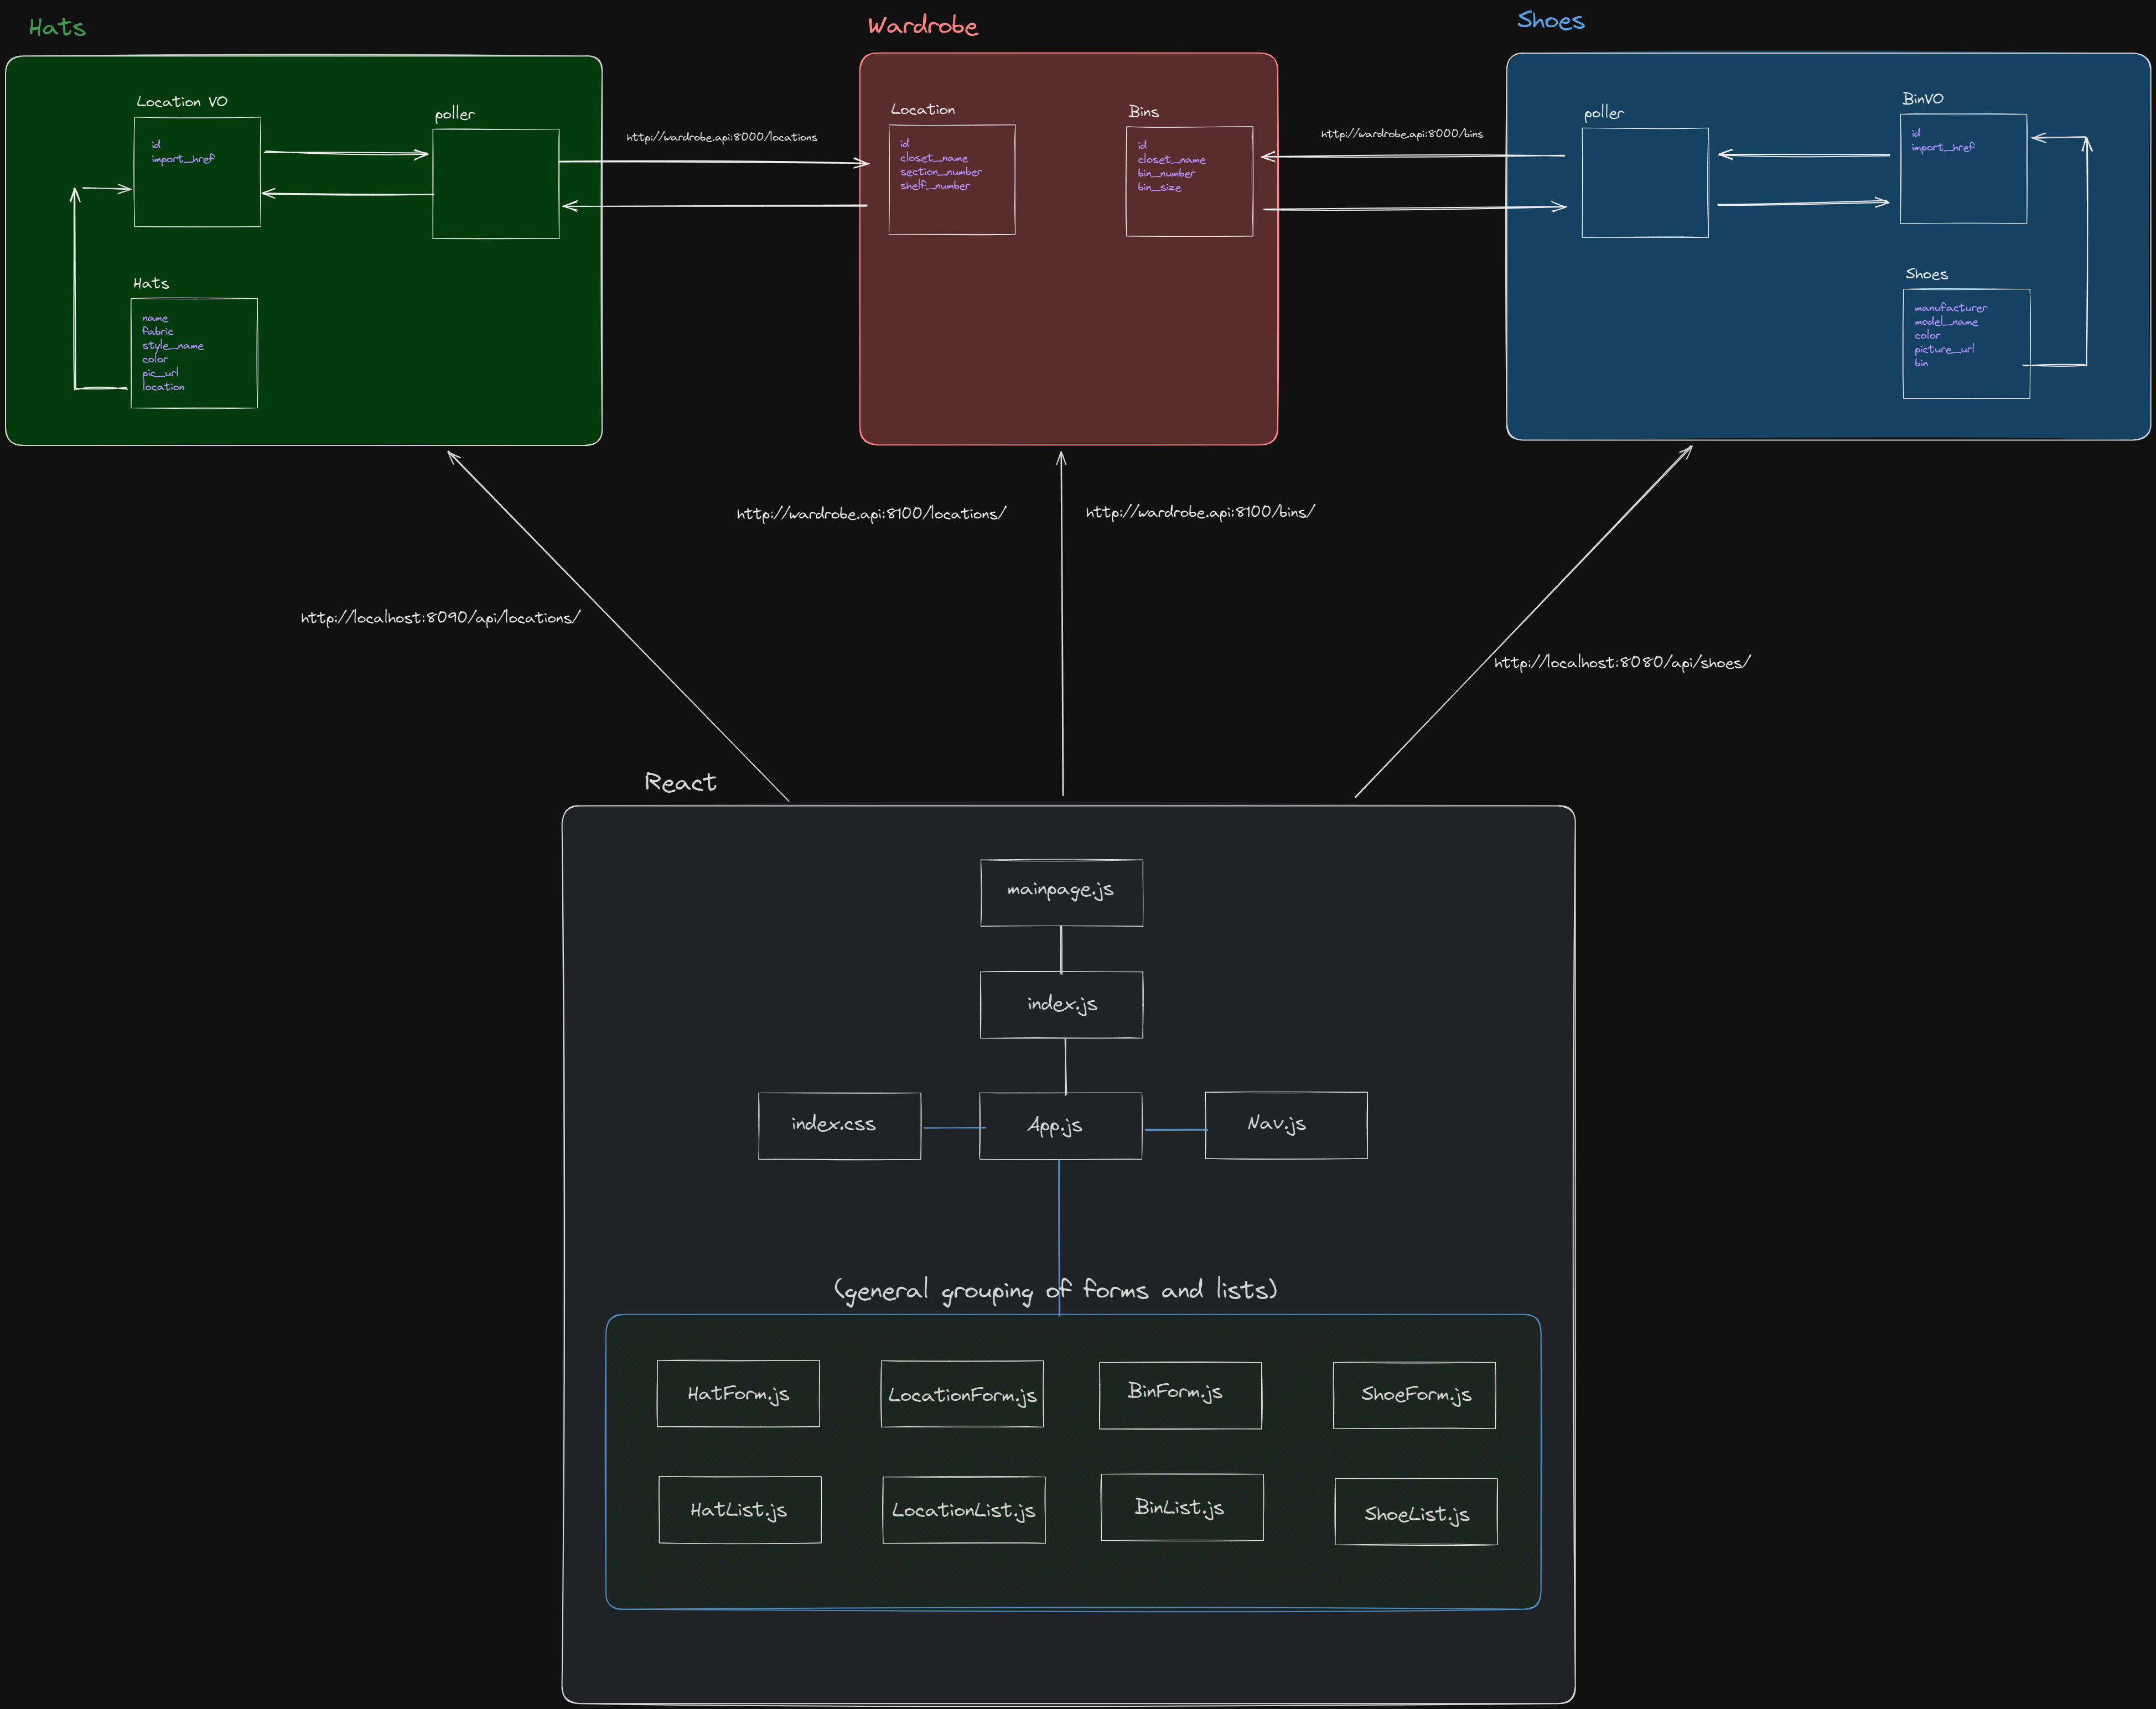 Hats
Wardrobe
Shoes
Location VO
id
import_href
poller
http://wardrobe.api:8000/locations
Hats
name
fabric
style_name
color
pic_url
location
Location
id
closet_name
section_number
shelf_number
Bins
id
closet_name
bin_number
bin_size
http://wardrobe.api:8000/bins
poller
BinVO
id
import_href
Shoes
manufacturer
model_name
color
picture_url
bin
http://wardrobe.api:8100/locations/
http://wardrobe.api:8100/bins/
http://localhost:8090/api/locations/
http://localhost:8080/api/shoes/
React
mainpage.js
index.js
index.css
App.js
Nav.js
(general grouping of forms and lists)
HatForm.js
LocationForm.js
BinForm.js
ShoeForm.js
HatList.js
LocationList.js
BinList.js
ShoeList.js